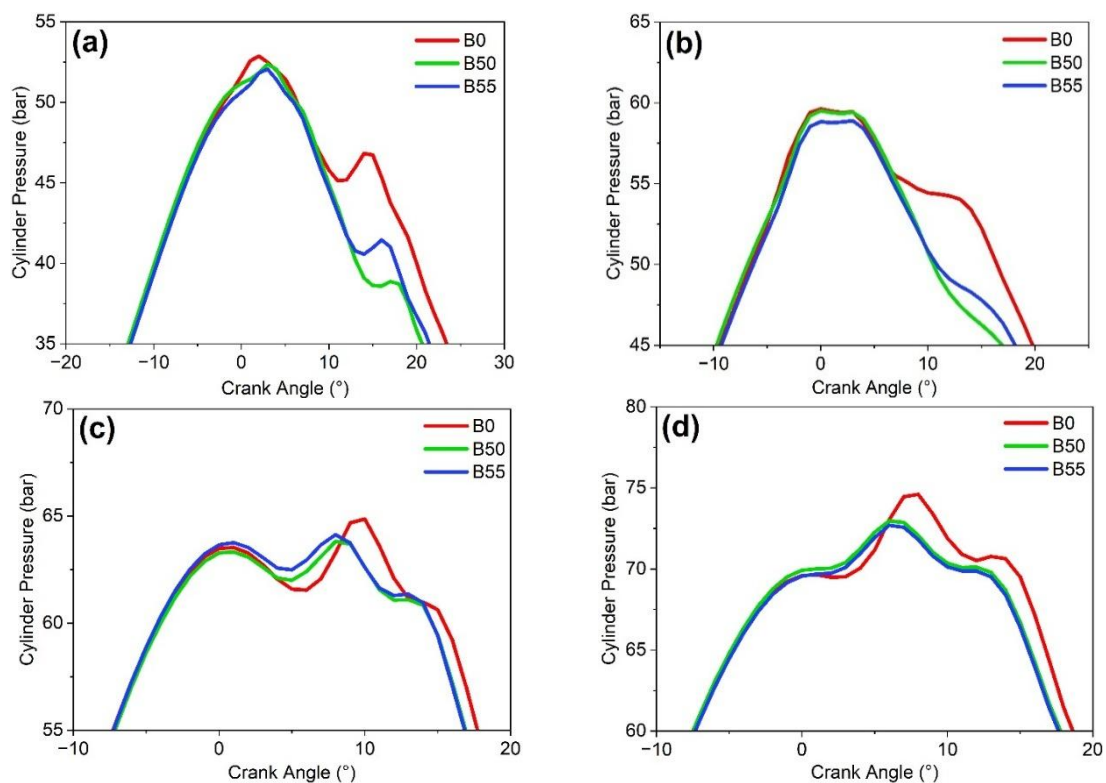 (a)
B0
B50
B55
Cylinder Pressure (bar)
55
50
45
40
35
−20
−10
0
10
20
30
Crank Angle (°)
(b)
B0
B50
B55
Cylinder Pressure (bar)
65
60
55
50
45
−10
0
10
20
Crank Angle (°)
(c)
B0
B50
B55
Cylinder Pressure (bar)
70
65
60
55
−10
0
10
20
Crank Angle (°)
(d)
B0
B50
B55
Cylinder Pressure (bar)
80
75
70
65
60
−10
0
10
20
Crank Angle (°)